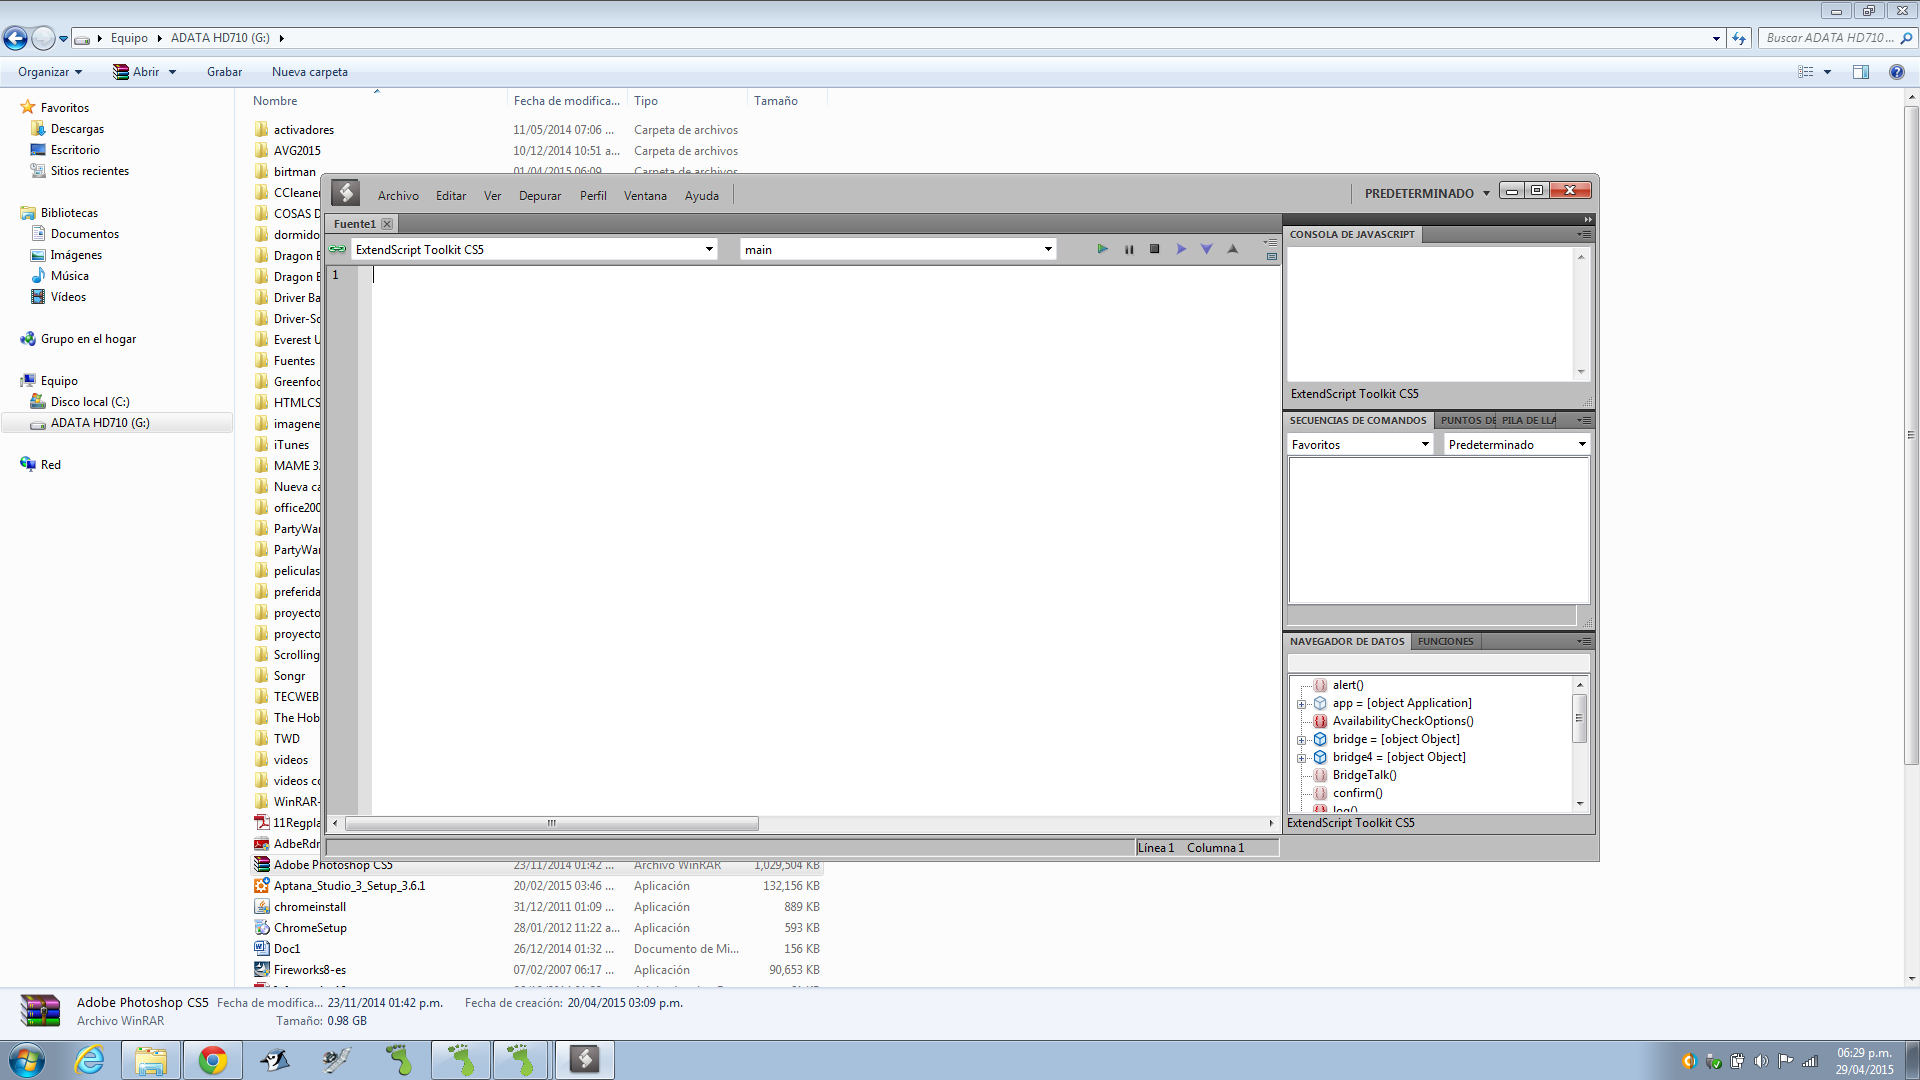 Equipo ADATA HD710 (G:)
Buscar ADATA HD710 ...
Organizar Abrir Grabar Nueva carpeta
Nombre Fecha de modifica... Tipo Tamaño
Favoritos
Descargas
Escritorio
Sitios recientes
Bibliotecas
Documentos
Imágenes
Música
Vídeos
Grupo en el hogar
Equipo
Disco local (C:)
ADATA HD710 (G:)
Red
activadores 11/05/2014 07:06 ... Carpeta de archivos
AVG2015 10/12/2014 10:51 a... Carpeta de archivos
birtman 01/04/2015 06:09 Carpeta de archivos
CCleaner
COSAS D
dormido
Dragon B
Dragon B
Driver Ba
Driver-So
Everest U
Fuentes
Greenfoo
HTMLCS
imagene
iTunes
MAME 3
Nueva ca
office200
PartyWar
PartyWar
peliculas
preferida
proyecto
proyecto
Scrolling
Songr
TECWEB
The Hob
TWD
videos
videos co
WinRAR-
11Regpla
AdbeRdr
Adobe Photoshop CS5 23/11/2014 01:42 ... Archivo WinRAR 1,029,504 KB
Aptana_Studio_3_Setup_3.6.1 20/02/2015 03:46 ... Aplicación 132,156 KB
chromeinstall 31/12/2011 01:09 ... Aplicación 889 KB
ChromeSetup 28/01/2012 11:22 a... Aplicación 593 KB
Doc1 26/12/2014 01:32 ... Documento de Mi... 156 KB
Fireworks8-es 07/02/2007 06:17 ... Aplicación 90,653 KB
Archivo Editar Ver Depurar Perfil Ventana Ayuda
PREDETERMINADO
Fuente1
ExtendScript Toolkit CS5 main
1
Línea 1 Columna 1
CONSOLA DE JAVASCRIPT
ExtendScript Toolkit CS5
SECUENCIAS DE COMANDOS PUNTOS DE PILA DE LLA
Favoritos Predeterminado
NAVEGADOR DE DATOS FUNCIONES
alert()
app = [object Application]
AvailabilityCheckOptions()
bridge = [object Object]
bridge4 = [object Object]
BridgeTalk()
confirm()
log()
ExtendScript Toolkit CS5
Adobe Photoshop CS5 Fecha de modifica... 23/11/2014 01:42 p.m. Fecha de creación: 20/04/2015 03:09 p.m.
Archivo WinRAR Tamaño: 0.98 GB
06:29 p.m.
29/04/2015